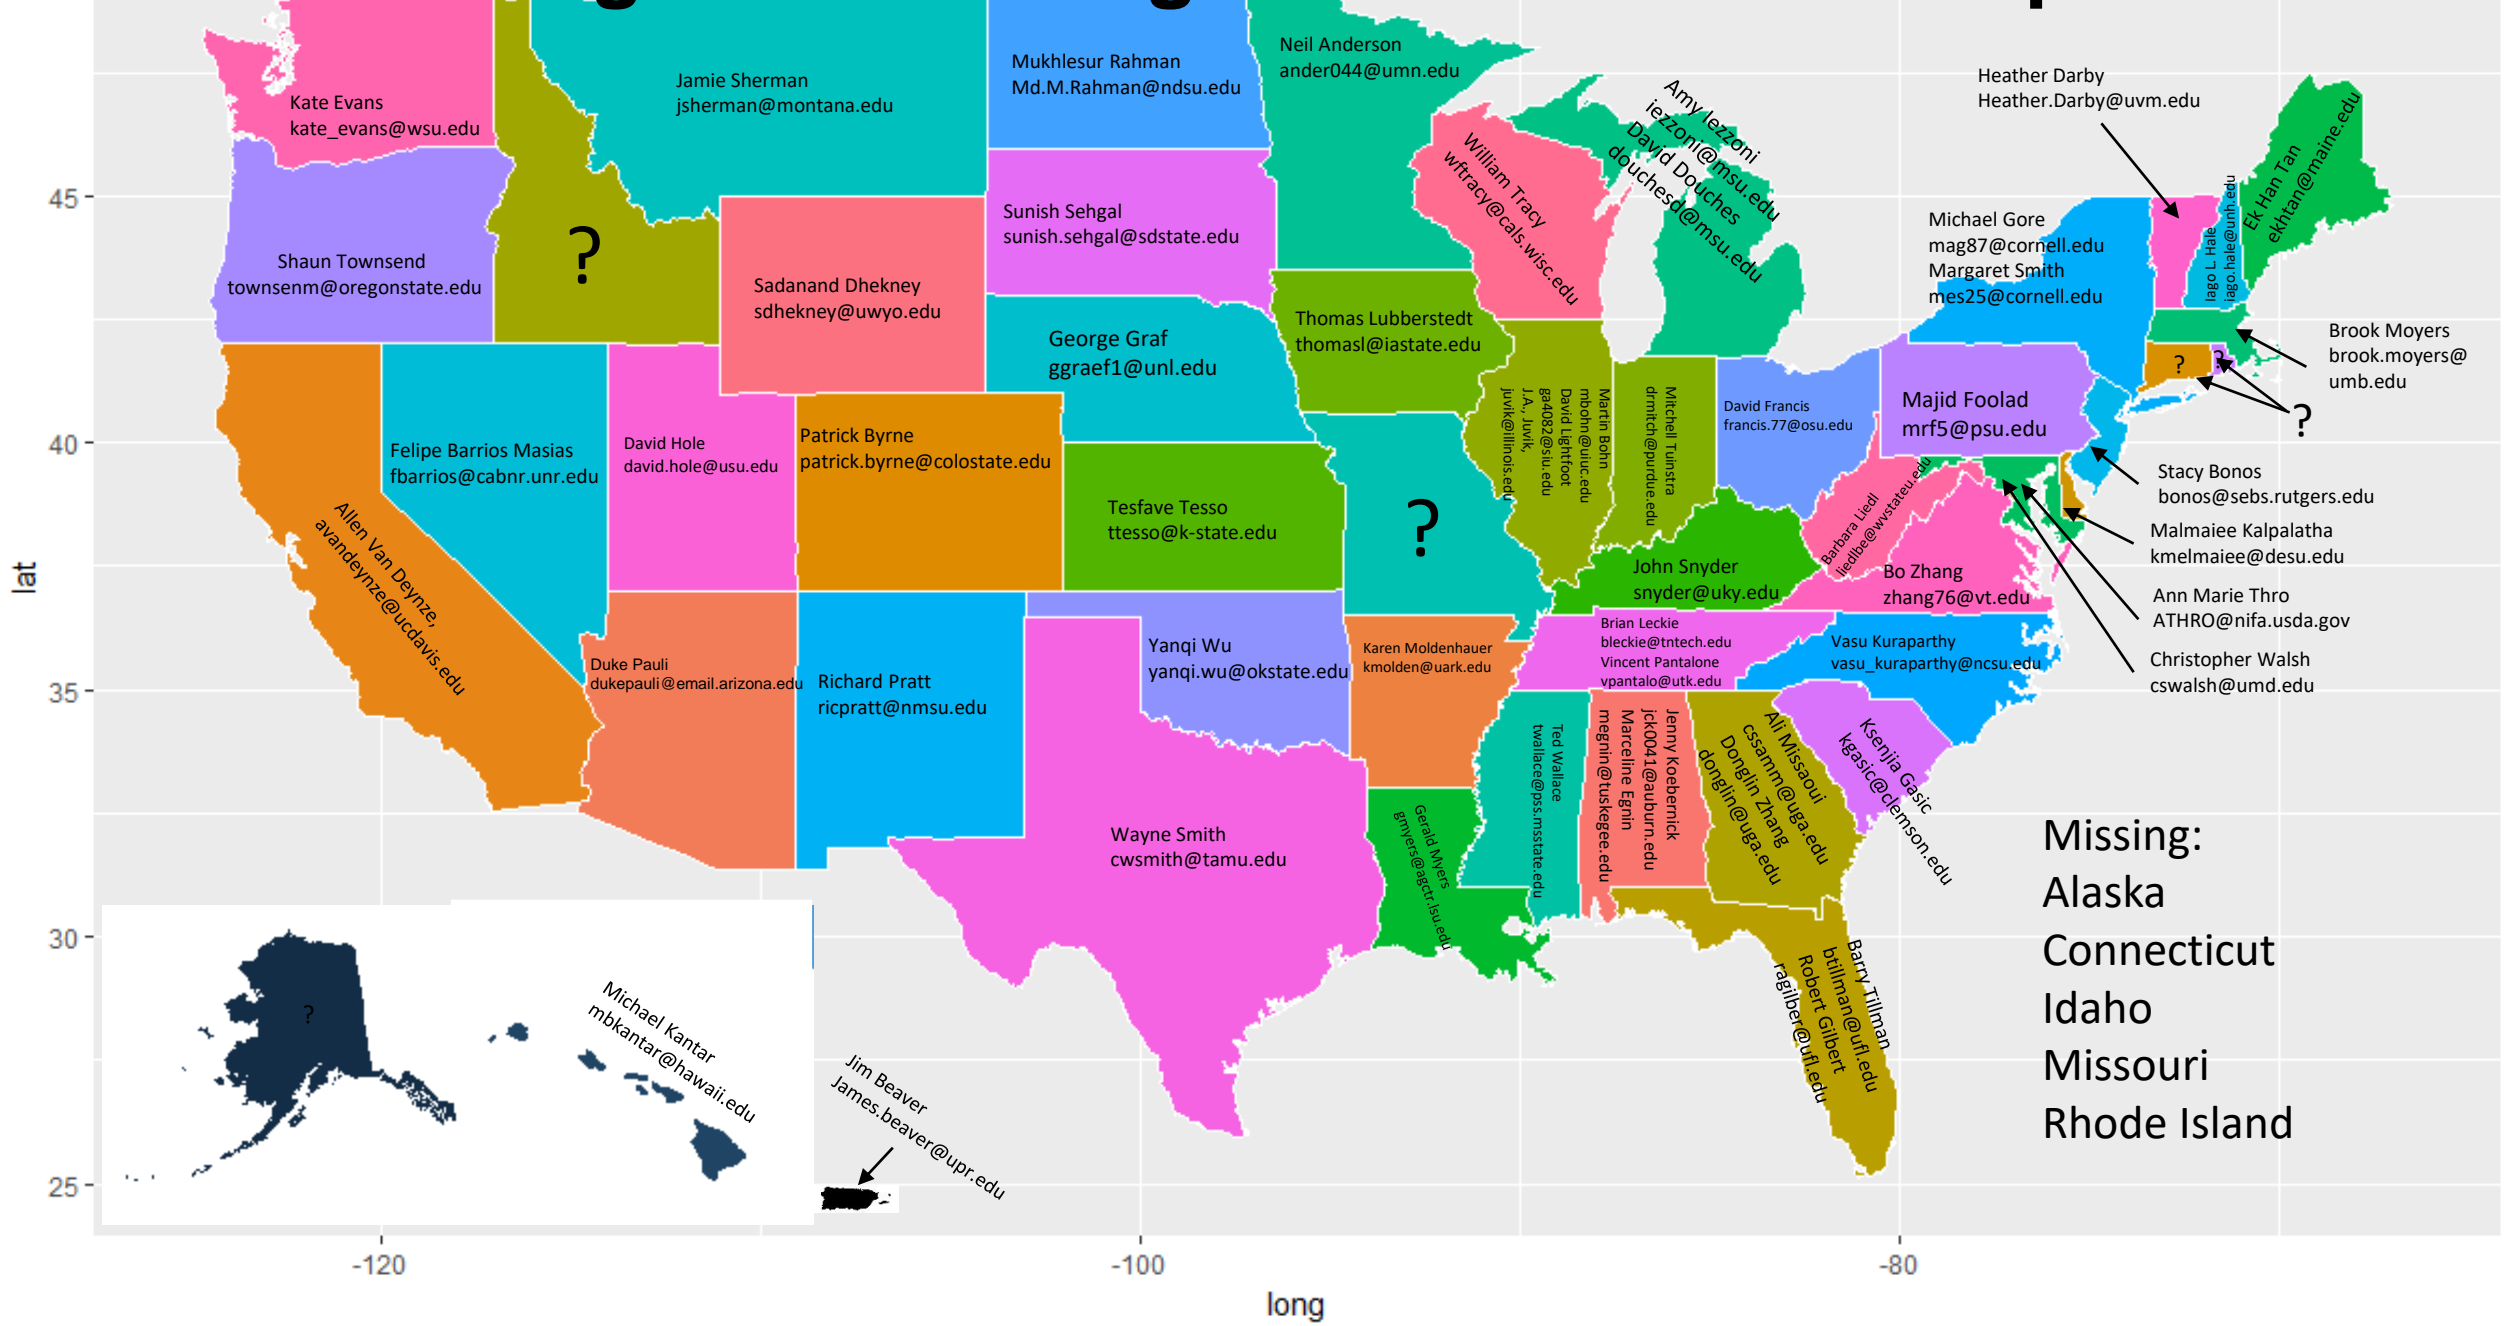 Kate Evans
kate_evans@wsu.edu
Jamie Sherman
jsherman@montana.edu
Mukhlesur Rahman
Md.M.Rahman@ndsu.edu
Neil Anderson
ander044@umn.edu
William Tracy
wftracy@cals.wisc.edu
Amy Iezzoni
iezzoni@msu.edu
David Douches
douchesd@msu.edu
Heather Darby
Heather.Darby@uvm.edu
Ek Han Tan
ekhtan@maine.edu
Iago L. Hale
iago.hale@unh.edu
Michael Gore
mag87@cornell.edu
Margaret Smith
mes25@cornell.edu
Shaun Townsend
townsenm@oregonstate.edu
?
Sadanand Dhekney
sdhekney@uwyo.edu
Sunish Sehgal
sunish.sehgal@sdstate.edu
George Graf
ggraef1@unl.edu
Thomas Lubberstedt
thomasl@iastate.edu
Brook Moyers
brook.moyers@
umb.edu
?
?
?
Felipe Barrios Masias
fbarrios@cabnr.unr.edu
David Hole
david.hole@usu.edu
Patrick Byrne
patrick.byrne@colostate.edu
Tesfave Tesso
ttesso@k-state.edu
?
Martin Bohn
mbohn@uiuc.edu
David Lightfoot
ga4082@siu.edu
J.A., Juvik,
juvik@illinois.edu
Mitchell Tuinstra
drmitch@purdue.edu
David Francis
francis.77@osu.edu
Majid Foolad
mrf5@psu.edu
Stacy Bonos
bonos@sebs.rutgers.edu
Malmaiee Kalpalatha
kmelmaiee@desu.edu
Ann Marie Thro
ATHRO@nifa.usda.gov
Christopher Walsh
cswalsh@umd.edu
Barbara Liedl
liedlbe@wvstateu.edu
Bo Zhang
zhang76@vt.edu
John Snyder
snyder@uky.edu
Allen Van Deynze,
avandeynze@ucdavis.edu
Duke Pauli
dukepauli@email.arizona.edu
Richard Pratt
ricpratt@nmsu.edu
Yanqi Wu
yanqi.wu@okstate.edu
Karen Moldenhauer
kmolden@uark.edu
Brian Leckie
bleckie@tntech.edu
Vincent Pantalone
vpantalo@utk.edu
Vasu Kuraparthy
vasu_kuraparthy@ncsu.edu
Wayne Smith
cwsmith@tamu.edu
Gerald Myers
gmyers@agctr.lsu.edu
Ted Wallace
twallace@pss.msstate.edu
Jenny Koebernick
jck0041@auburn.edu
Marceline Egnin
megnin@tuskegee.edu
Ali Missaoui
cssamm@uga.edu
Donglin Zhang
donglin@uga.edu
Ksenjia Gasic
kgasic@clemson.edu
Barry Tillman
btillman@ufl.edu
Robert Gilbert
ragilber@ufl.edu
?
Michael Kantar
mbkantar@hawaii.edu
Jim Beaver
James.beaver@upr.edu
Missing:
Alaska
Connecticut
Idaho
Missouri
Rhode Island
lat
45
40
35
30
25
-120
-100
-80
long